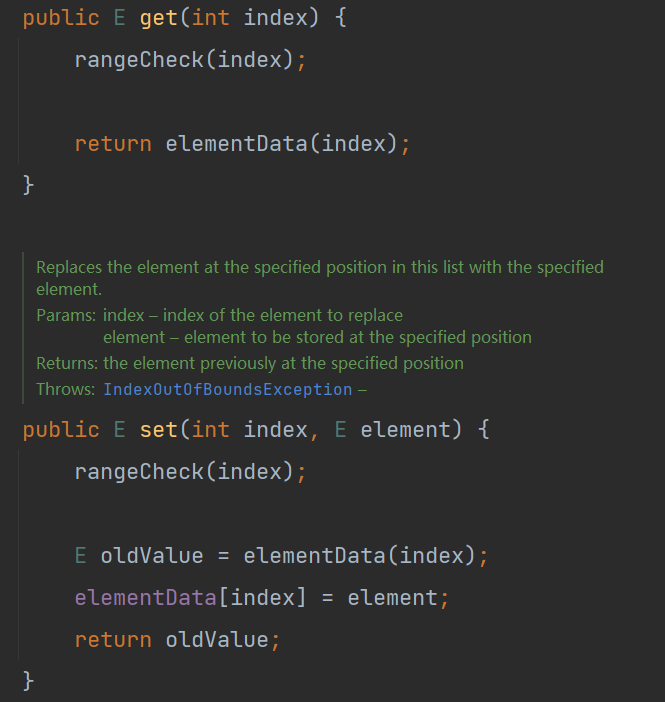 public E get(int index) {
rangeCheck(index);
return elementData(index);
}
Replaces the element at the specified position in this list with the specified
element.
Params: index – index of the element to replace
element – element to be stored at the specified position
Returns: the element previously at the specified position
Throws: IndexOutOfBoundsException –
public E set(int index, E element) {
rangeCheck(index);
E oldValue = elementData(index);
elementData[index] = element;
return oldValue;
}